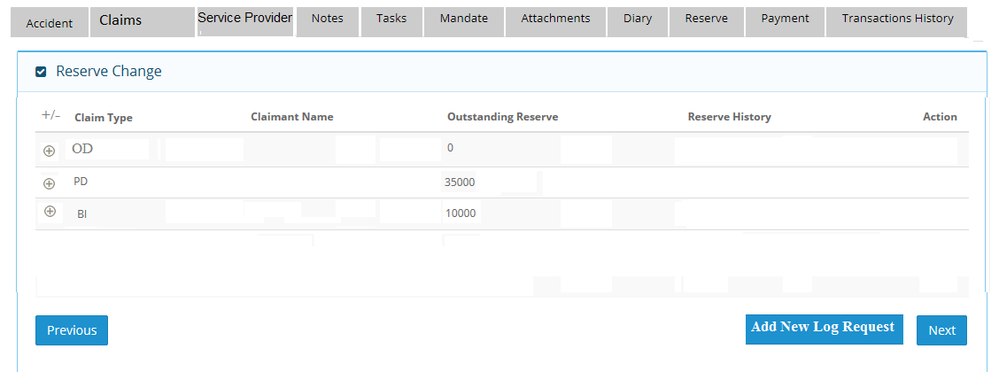 Accident Claims Service Provider Notes Tasks Mandate Attachments Diary Reserve Payment Transactions History
Reserve Change
+/- Claim Type Claimant Name Outstanding Reserve Reserve History Action
OD 0
PD 35000
BI 10000
Previous Add New Log Request Next